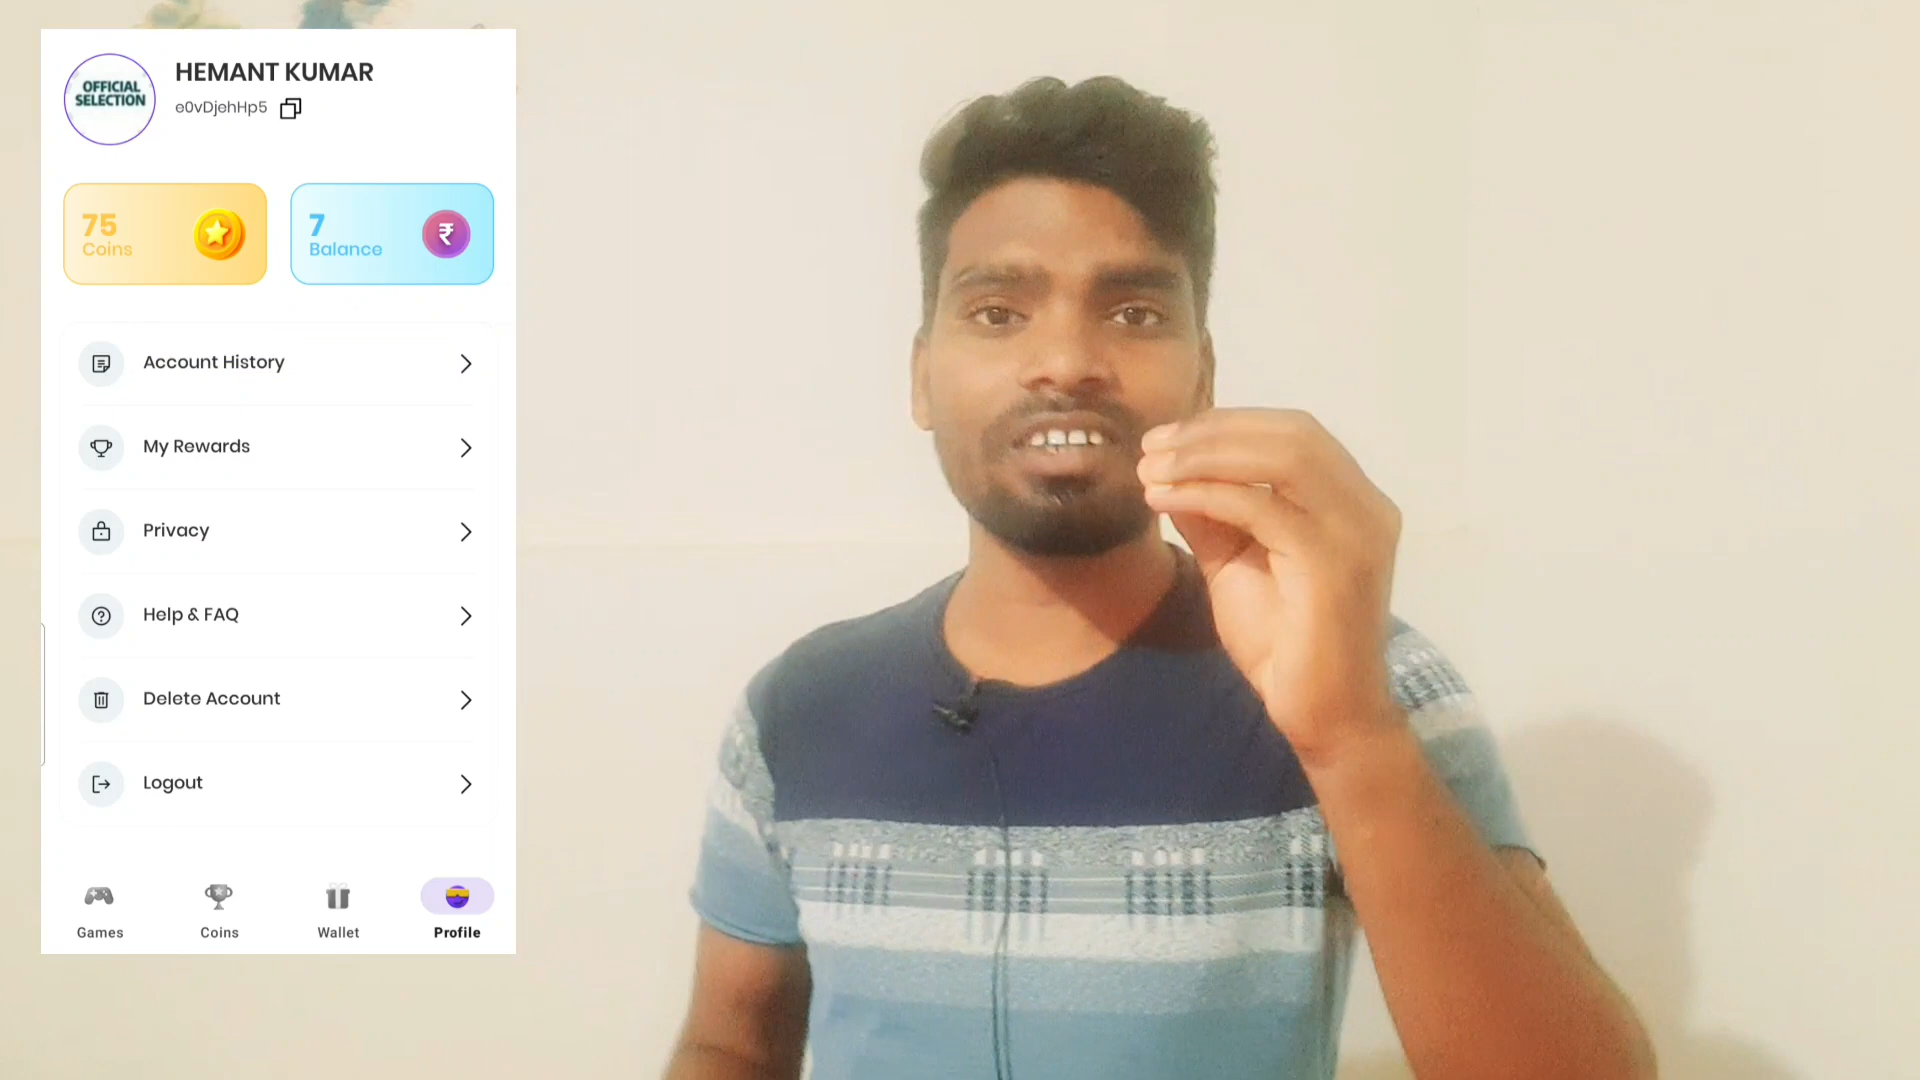 OFFICIAL
SELECTION
HEMANT KUMAR
e0vDjehHp5
75
Coins
7
Balance
₹
Account History
My Rewards
Privacy
Help & FAQ
Delete Account
Logout
Games
Coins
Wallet
Profile